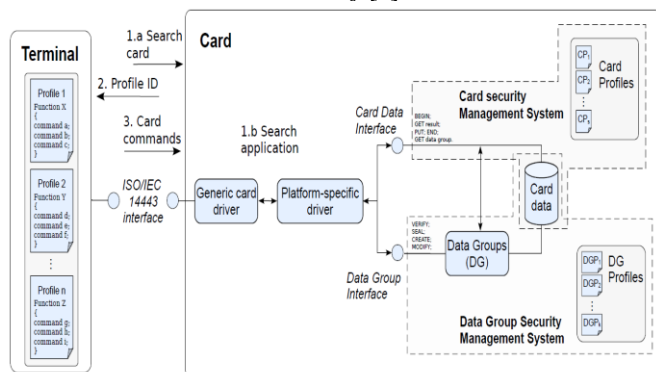 Terminal
Profile 1
Function X
{
command a;
command b;
command c;
}
Profile 2
Function Y
{
command d;
command e;
command f;
}
Profile n
Function Z
{
command g;
command h;
command i;
}
1.a Search
card
2. Profile ID
3. Card
commands
ISO/IEC
14443
interface
Card
1.b Search
application
Generic card
driver
Platform-specific
driver
Card Data
Interface
Data Group
Interface
BEGIN;
GET result;
PUT; END;
GET data group.
Card security
Management System
CP1
CP2
Card
Profiles
Card
data
VERIFY;
SEAL;
CREATE;
MODIFY;
Data Groups
(DG)
DGP1
DGP2
DG
Profiles
Data Group Security
Management System